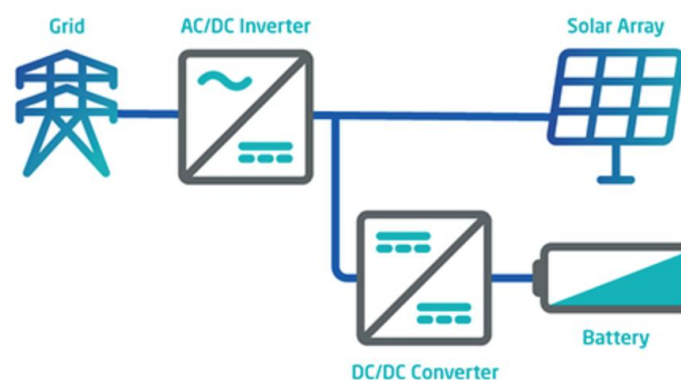 Grid
AC/DC Inverter
Solar Array
Battery
DC/DC Converter